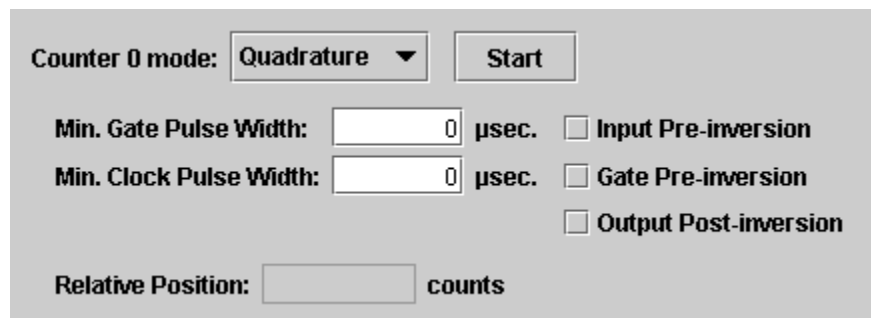 Counter 0 mode: Quadrature Start
Min. Gate Pulse Width: 0 µsec. Input Pre-inversion
Min. Clock Pulse Width: 0 µsec. Gate Pre-inversion
Output Post-inversion
Relative Position: counts